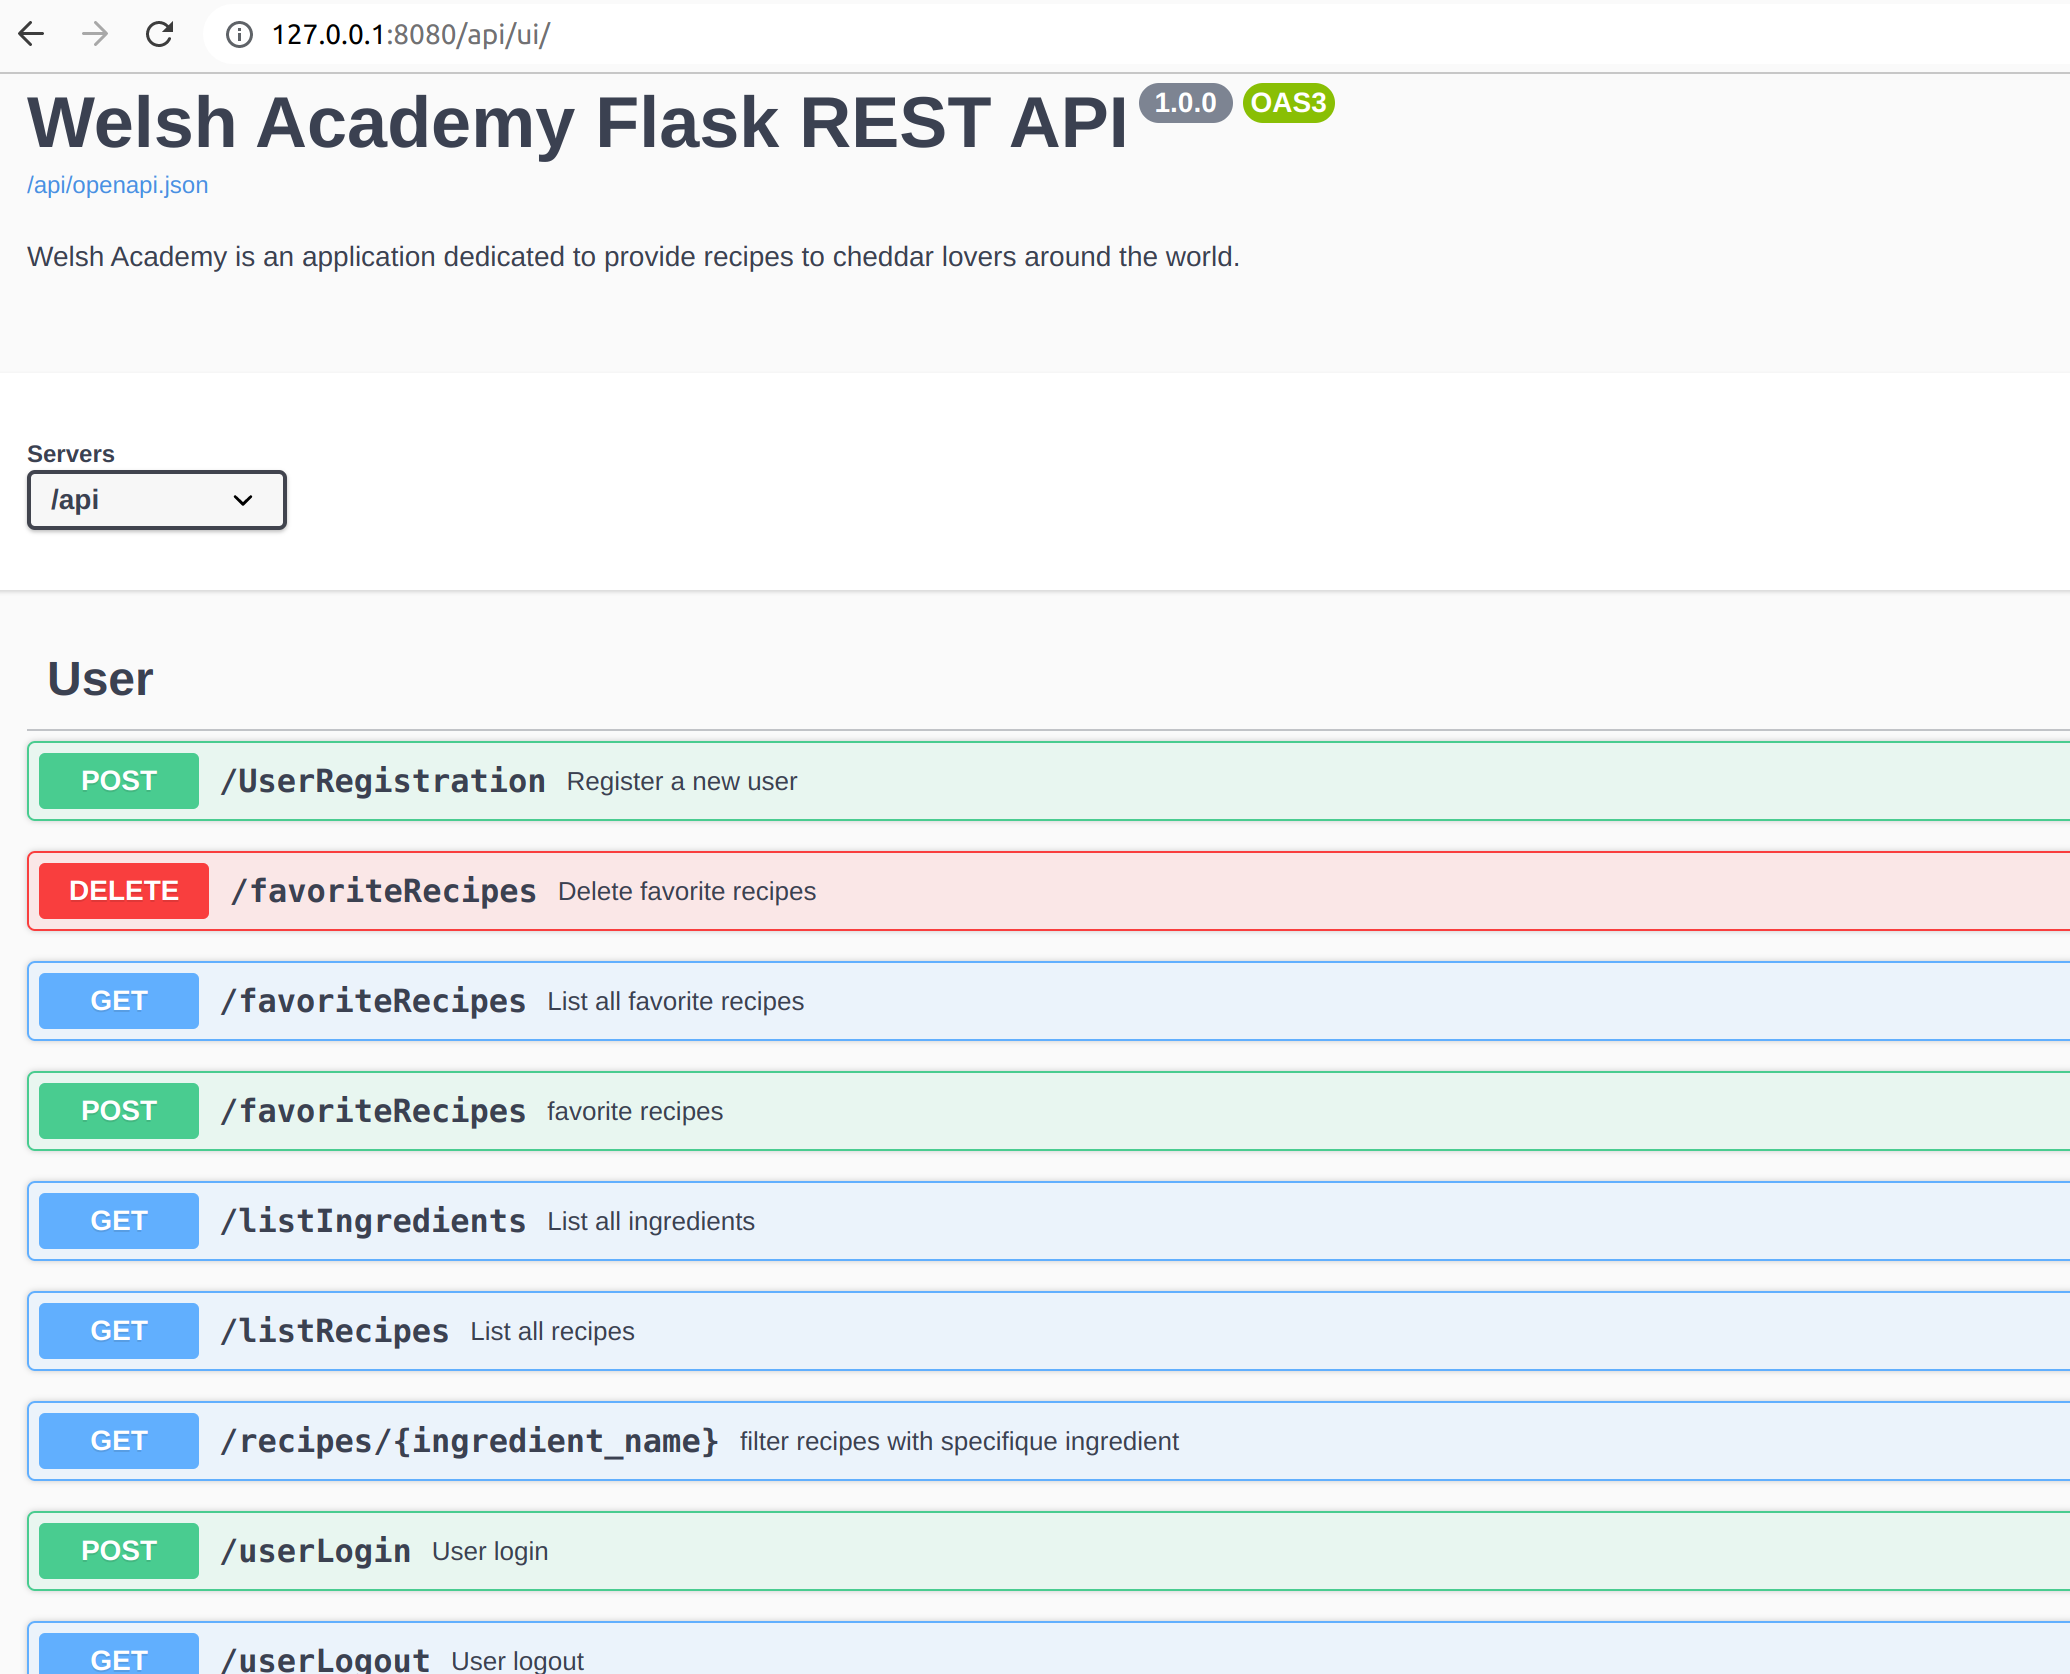 127.0.0.1:8080/api/ui/
Welsh Academy Flask REST API 1.0.0 OAS3
/api/openapi.json
Welsh Academy is an application dedicated to provide recipes to cheddar lovers around the world.
Servers
/api
User
POST /UserRegistration Register a new user
DELETE /favoriteRecipes Delete favorite recipes
GET /favoriteRecipes List all favorite recipes
POST /favoriteRecipes favorite recipes
GET /listIngredients List all ingredients
GET /listRecipes List all recipes
GET /recipes/{ingredient_name} filter recipes with specifique ingredient
POST /userLogin User login
GET /userLogout User logout